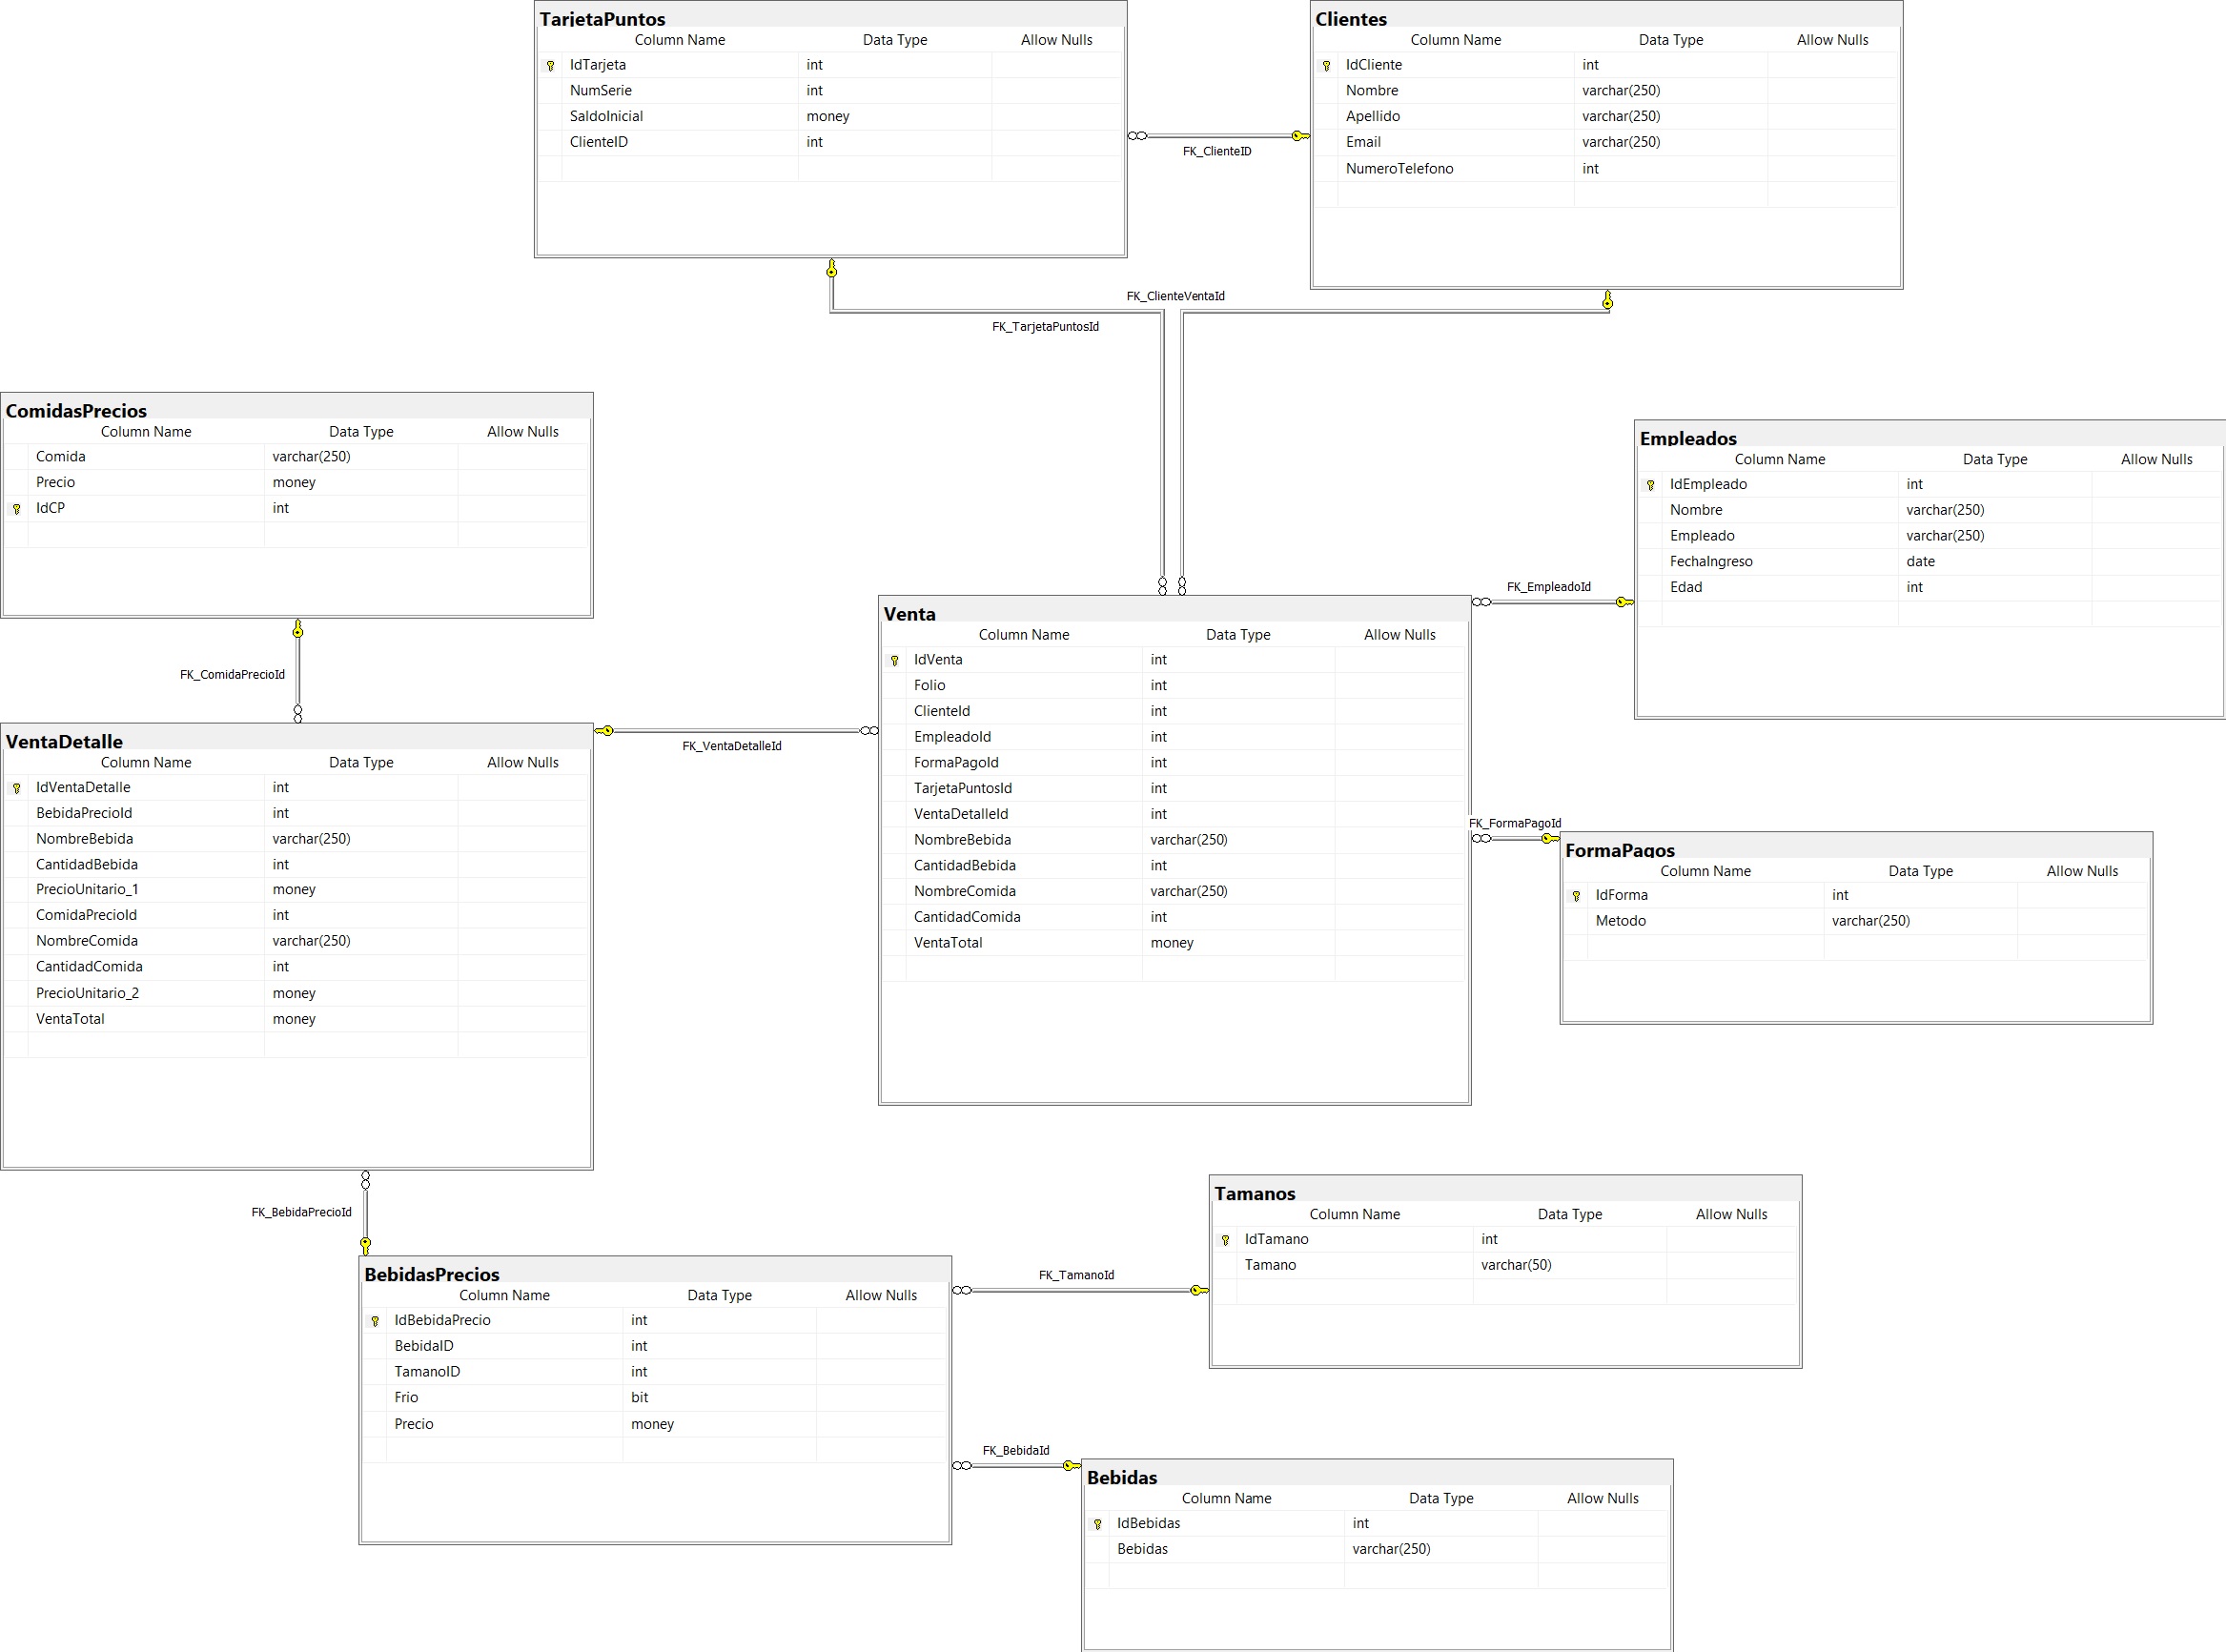 TarjetaPuntos
Column Name Data Type Allow Nulls
IdTarjeta int
NumSerie int
SaldoInicial money
ClienteID int
Clientes
Column Name Data Type Allow Nulls
IdCliente int
Nombre varchar(250)
Apellido varchar(250)
Email varchar(250)
NumeroTelefono int
FK_ClienteID
FK_ClienteVentaId
FK_TarjetaPuntosId
ComidasPrecios
Column Name Data Type Allow Nulls
Comida varchar(250)
Precio money
IdCP int
Empleados
Column Name Data Type Allow Nulls
IdEmpleado int
Nombre varchar(250)
Empleado varchar(250)
FechaIngreso date
Edad int
FK_EmpleadoId
FK_ComidaPrecioId
Venta
Column Name Data Type Allow Nulls
IdVenta int
Folio int
ClienteId int
EmpleadoId int
FormaPagoId int
TarjetaPuntosId int
VentaDetalleId int
NombreBebida varchar(250)
CantidadBebida int
NombreComida varchar(250)
CantidadComida int
VentaTotal money
FK_VentaDetalleId
VentaDetalle
Column Name Data Type Allow Nulls
IdVentaDetalle int
BebidaPrecioId int
NombreBebida varchar(250)
CantidadBebida int
PrecioUnitario_1 money
ComidaPrecioId int
NombreComida varchar(250)
CantidadComida int
PrecioUnitario_2 money
VentaTotal money
FK_FormaPagoId
FormaPagos
Column Name Data Type Allow Nulls
IdForma int
Metodo varchar(250)
FK_BebidaPrecioId
Tamanos
Column Name Data Type Allow Nulls
IdTamano int
Tamano varchar(50)
FK_TamanoId
BebidasPrecios
Column Name Data Type Allow Nulls
IdBebidaPrecio int
BebidaID int
TamanoID int
Frio bit
Precio money
FK_BebidaId
Bebidas
Column Name Data Type Allow Nulls
IdBebidas int
Bebidas varchar(250)